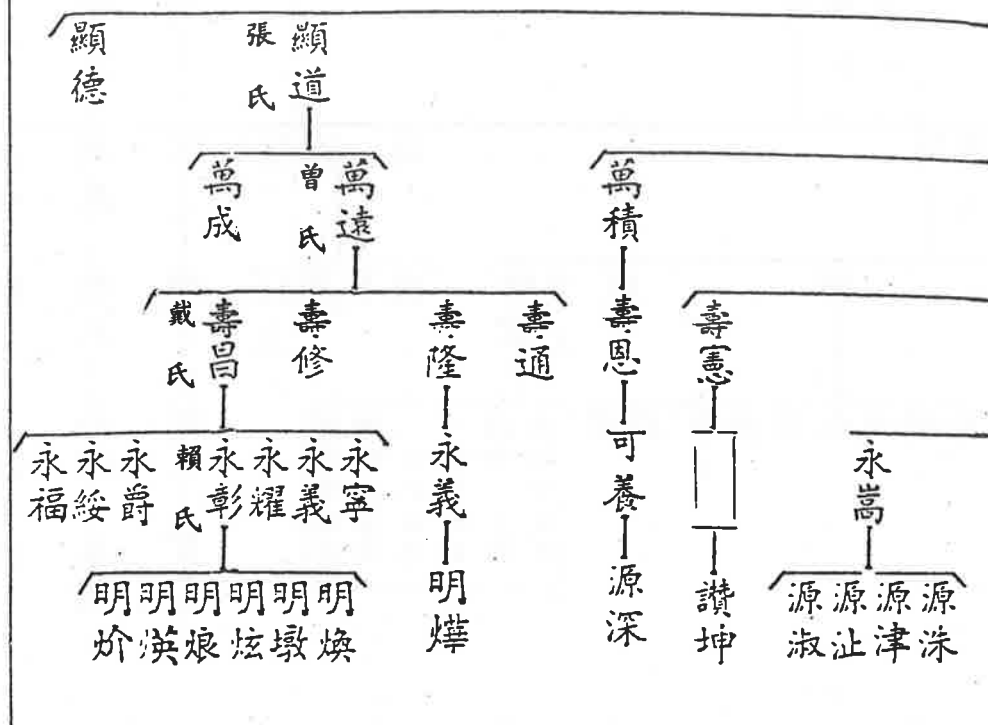 顯道
張氏
顯德
萬積
萬遠
曾氏
萬成
壽憲
壽恩
壽通
壽隆
壽修
壽昌
戴氏
永嵩
可養
永義
永寧
永義
永耀
永彰
賴氏
永爵
永綏
永福
源洙
源津
源沚
源淑
讚坤
源深
明燁
明煥
明墩
明炫
明烺
明煐
明炌